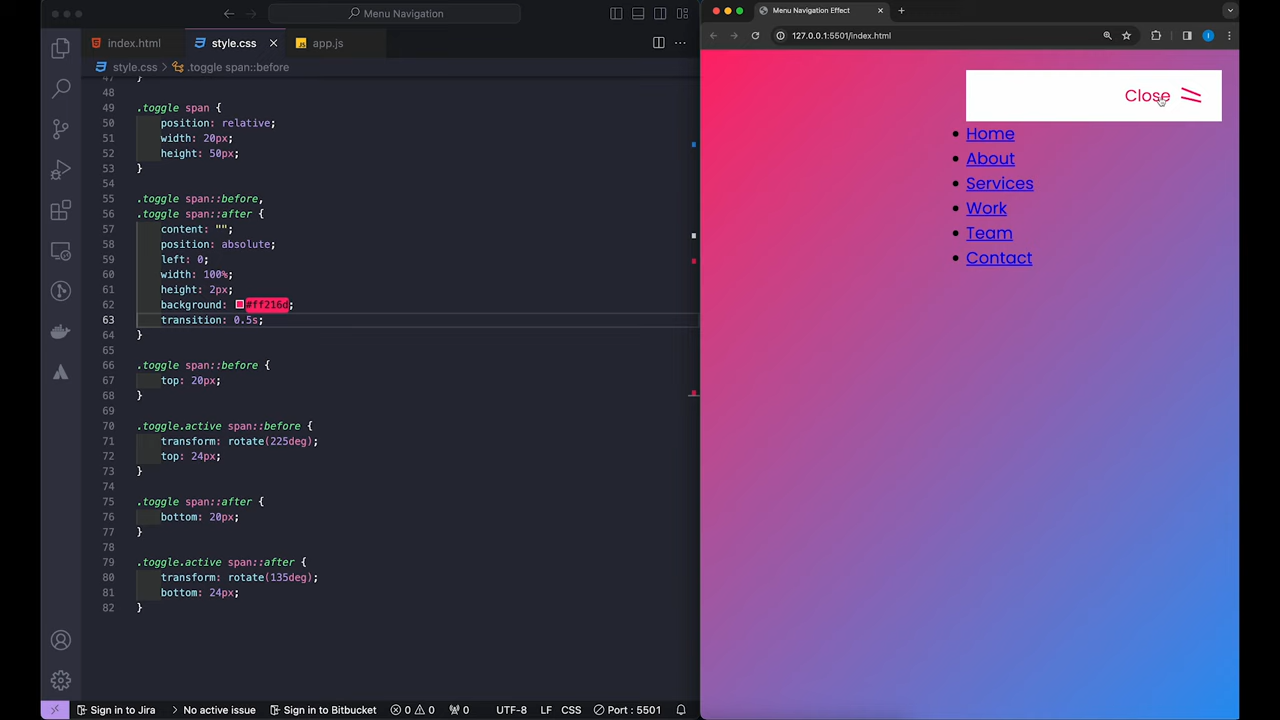 Menu Navigation
index.html
style.css
app.js
style.css > .toggle span::before
47 }
48
49 .toggle span {
50 position: relative;
51 width: 20px;
52 height: 50px;
53 }
54
55 .toggle span::before,
56 .toggle span::after {
57 content: "";
58 position: absolute;
59 left: 0;
60 width: 100%;
61 height: 2px;
62 background: #ff216d;
63 transition: 0.5s;
64 }
65
66 .toggle span::before {
67 top: 20px;
68 }
69
70 .toggle.active span::before {
71 transform: rotate(225deg);
72 top: 24px;
73 }
74
75 .toggle span::after {
76 bottom: 20px;
77 }
78
79 .toggle.active span::after {
80 transform: rotate(135deg);
81 bottom: 24px;
82 }
Sign in to Jira
No active issue
Sign in to Bitbucket
0 0
0
UTF-8
LF
CSS
Port : 5501
Menu Navigation Effect
127.0.0.1:5501/index.html
I
Close
Home
About
Services
Work
Team
Contact